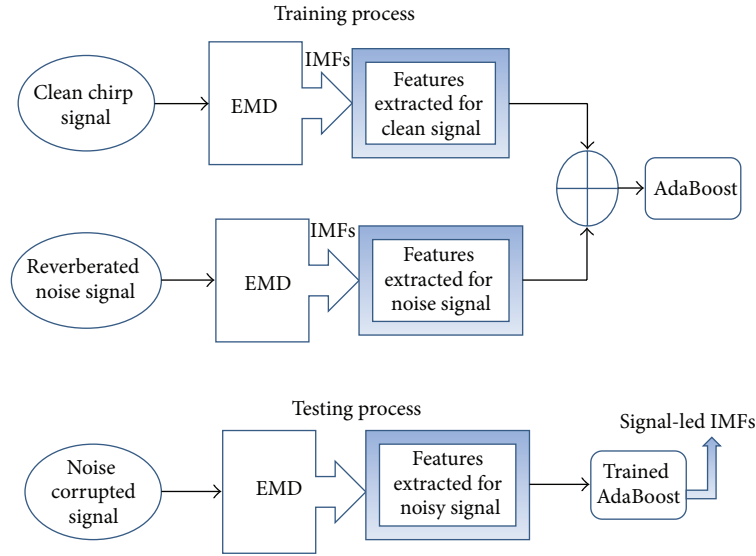 Training process
Clean chirp
signal
EMD
IMFs
Features
extracted for
clean signal
AdaBoost
Reverberated
noise signal
EMD
IMFs
Features
extracted for
noise signal
Testing process
Noise
corrupted
signal
EMD
Features
extracted for
noisy signal
Trained
AdaBoost
Signal-led IMFs